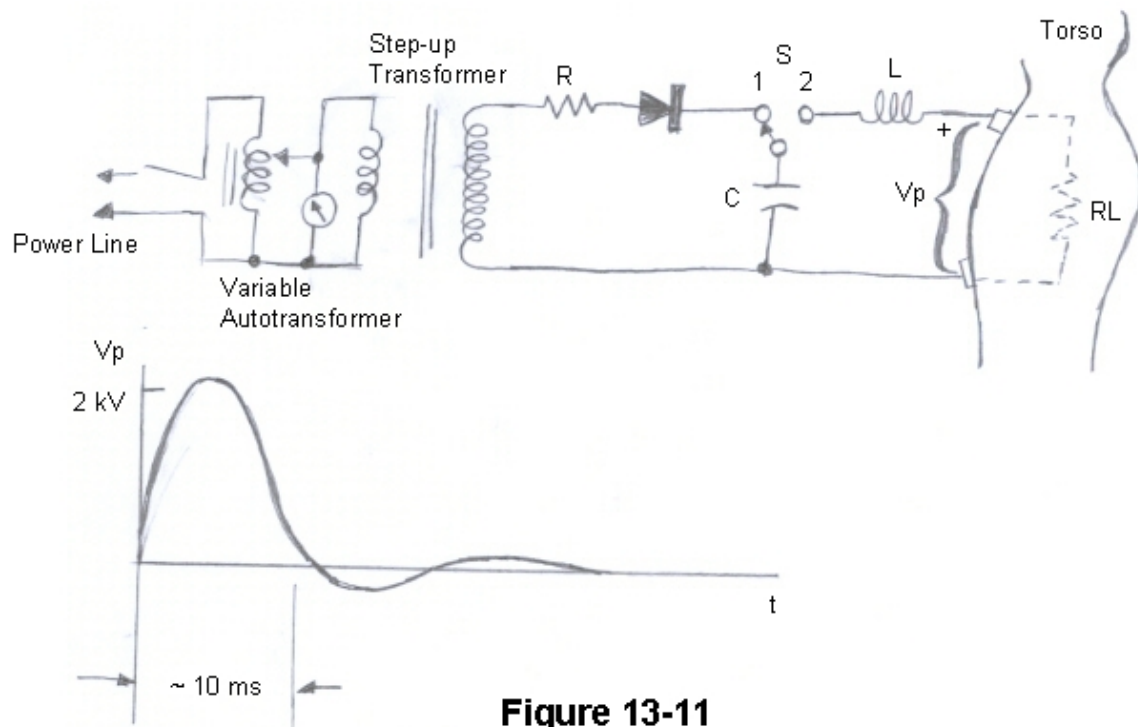 Torso
Step-up
Transformer
R
S
1
2
L
+
C
Vp
RL
Power Line
Variable
Autotransformer
Vp
2 kV
t
~ 10 ms
Figure 13-11